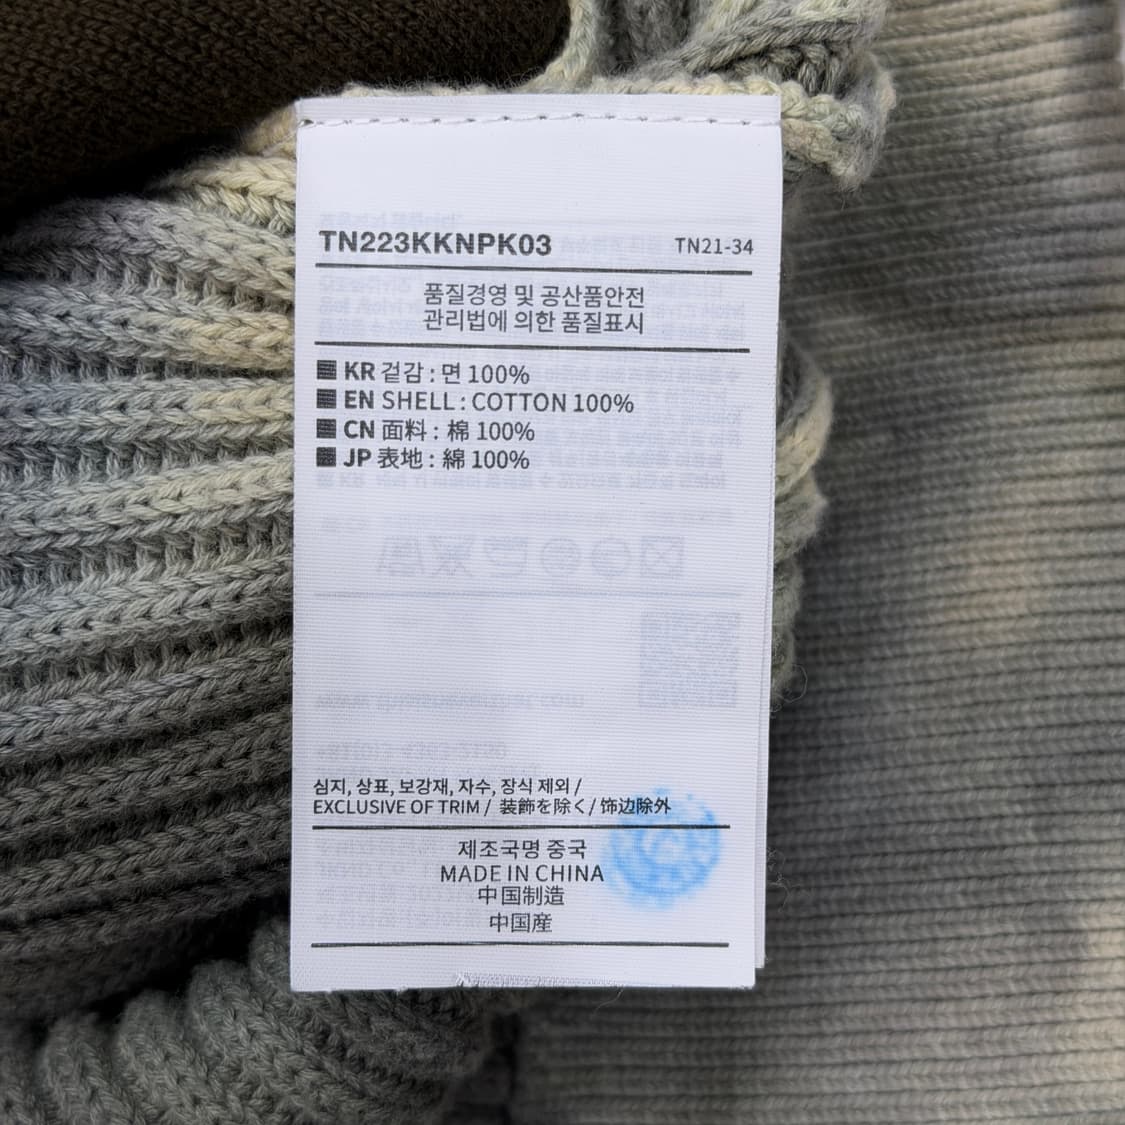 TN223KKNPK03 TN21-34
품질경영 및 공산품안전
관리법에 의한 품질표시
KR 겉감 : 면 100%
EN SHELL : COTTON 100%
CN 面料 : 棉 100%
JP 表地 : 綿 100%
심지, 상표, 보강재, 자수, 장식 제외 /
EXCLUSIVE OF TRIM / 装飾を除く/ 饰边除外
제조국명 중국
MADE IN CHINA
中国制造
中国産